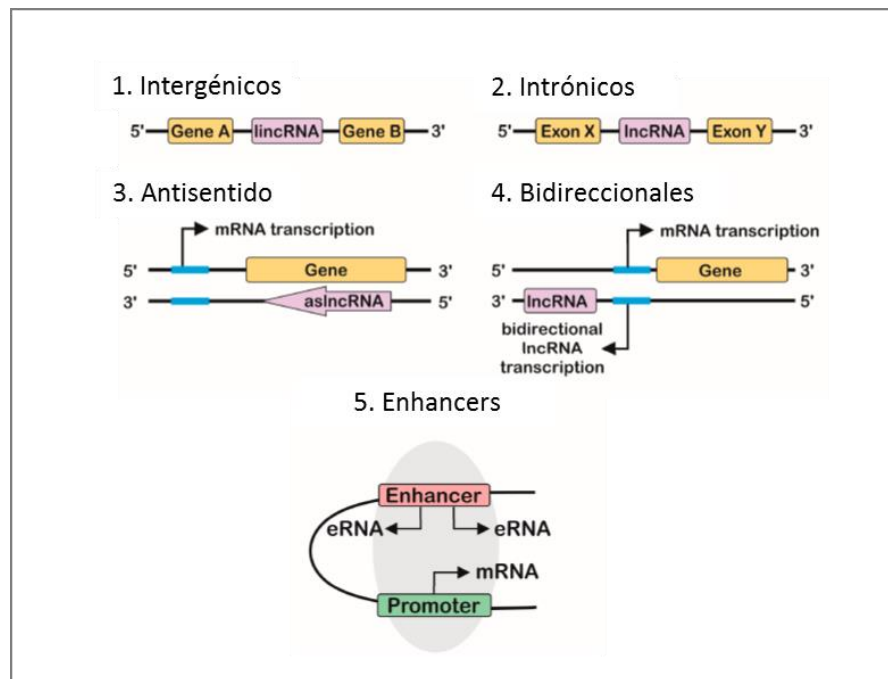 1. Intergénicos
5' Gene A lincRNA Gene B 3'
2. Intrónicos
5' Exon X lncRNA Exon Y 3'
3. Antisentido
mRNA transcription
5' Gene 3'
3' aslncRNA 5'
4. Bidireccionales
mRNA transcription
5' Gene 3'
3' lncRNA 5'
bidirectional
lncRNA
transcription
5. Enhancers
Enhancer
eRNA eRNA
mRNA
Promoter